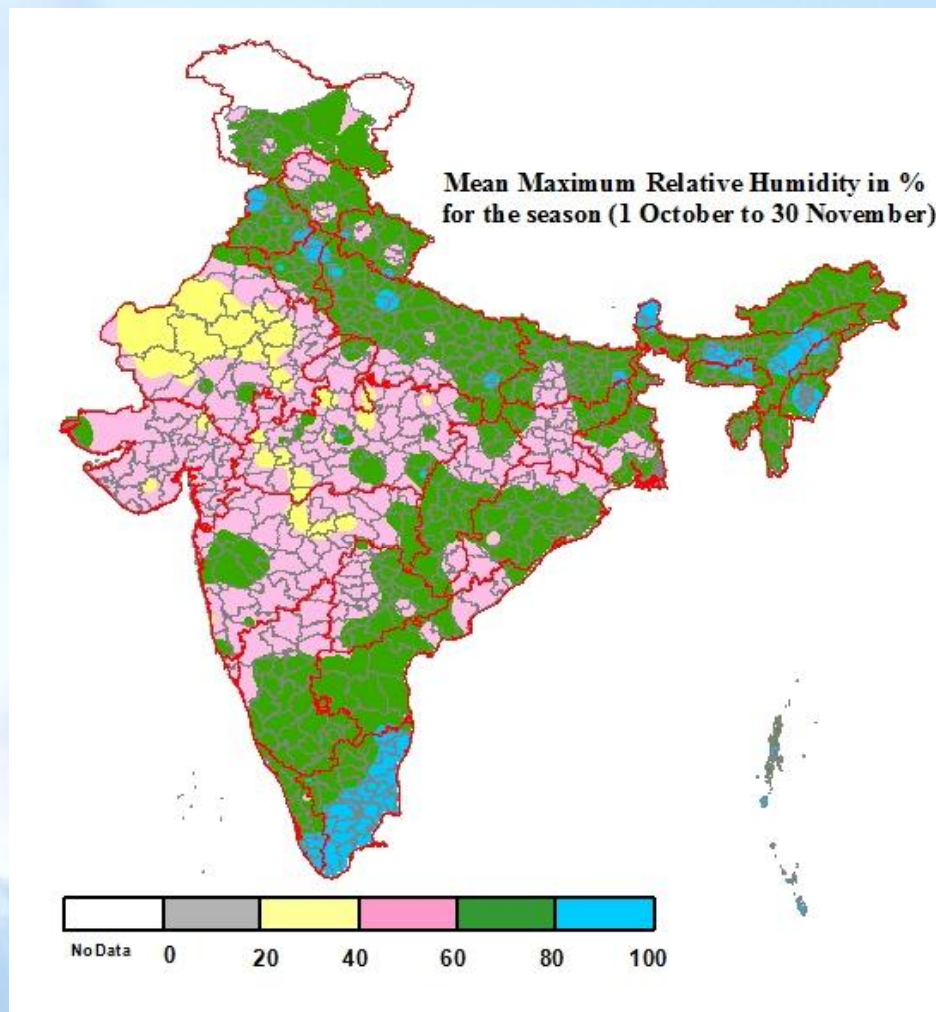 Mean Maximum Relative Humidity in %
for the season (1 October to 30 November)
No Data 0 20 40 60 80 100